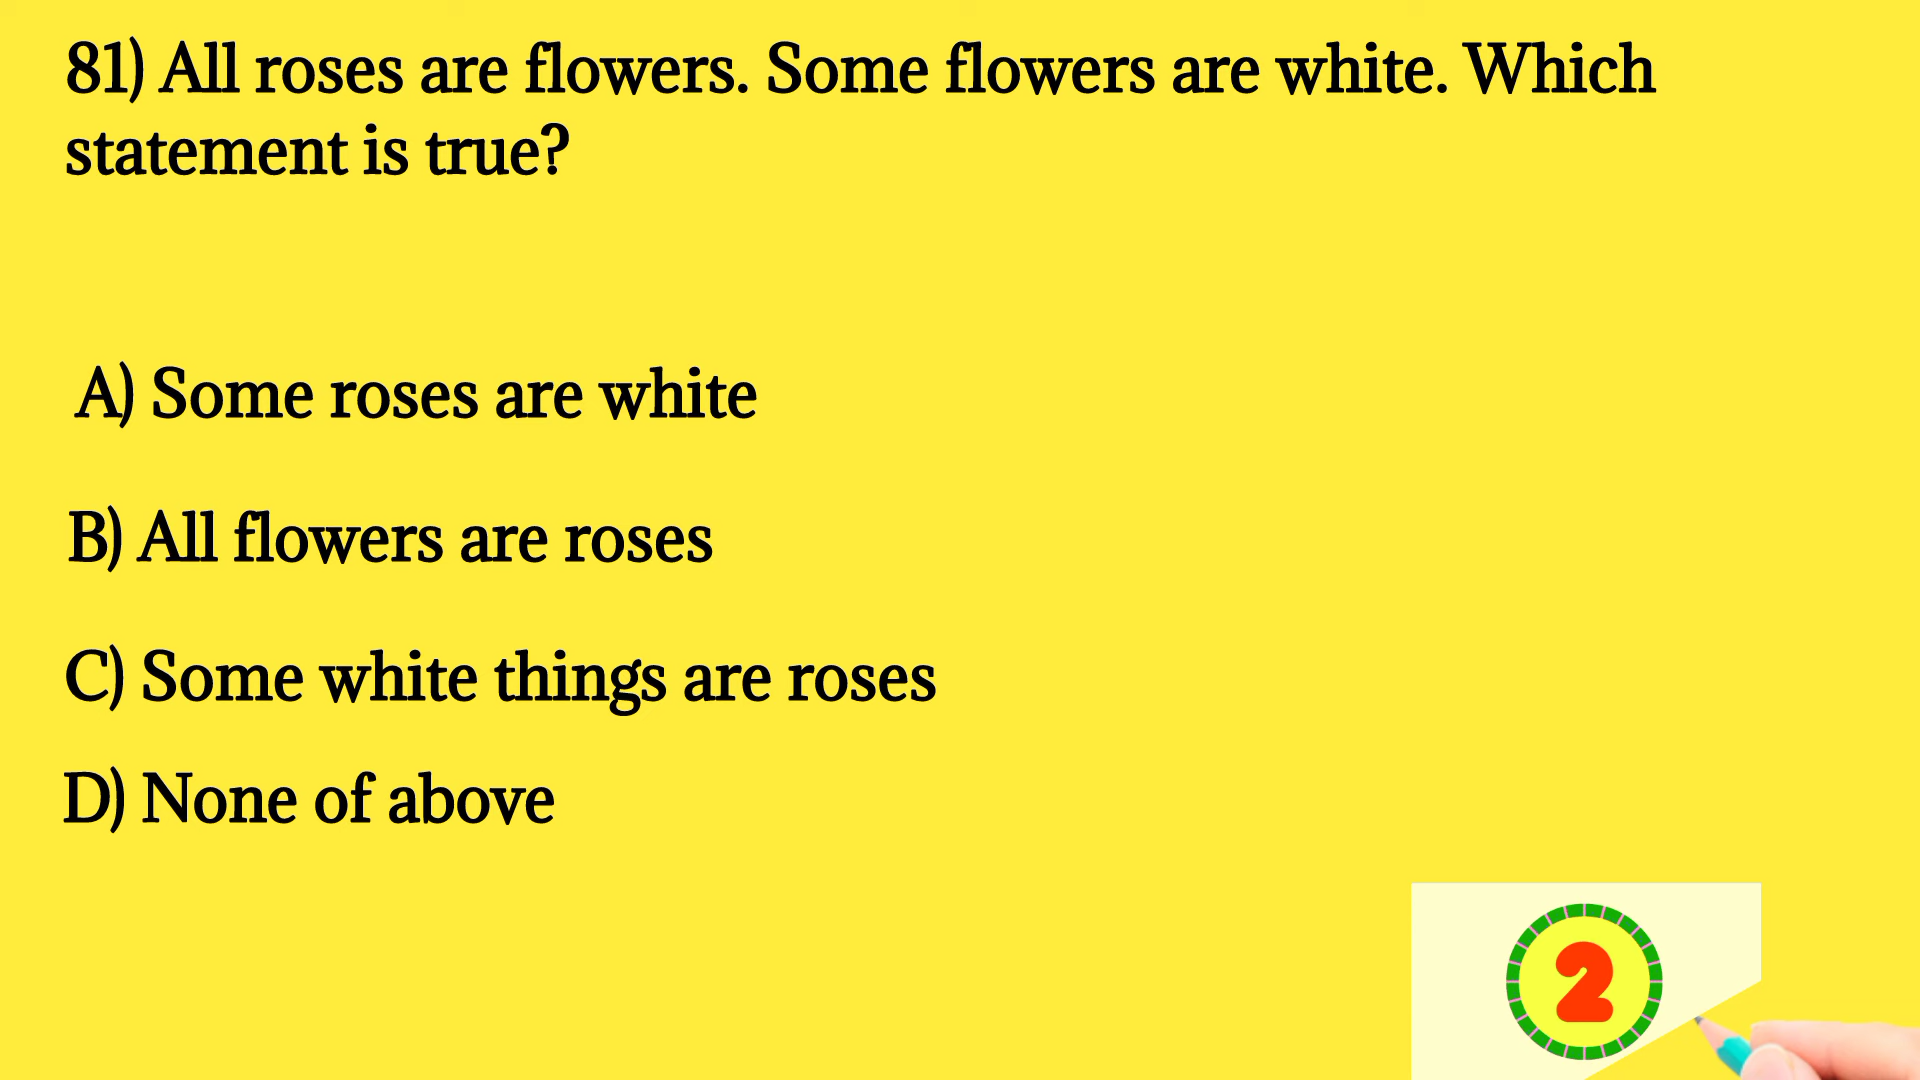 81) All roses are flowers. Some flowers are white. Which
statement is true?
A) Some roses are white
B) All flowers are roses
C) Some white things are roses
D) None of above
2